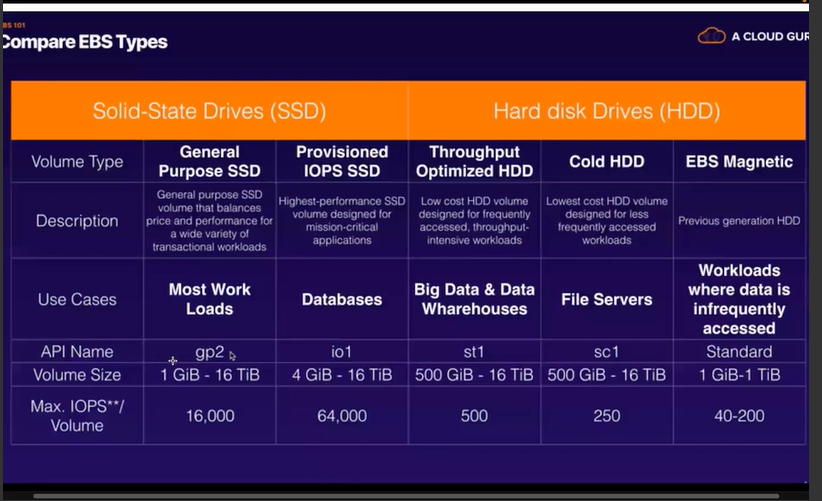 BS 101
Compare EBS Types
A CLOUD GUR
Solid-State Drives (SSD)
Hard disk Drives (HDD)
Volume Type
General
Purpose SSD
Provisioned
IOPS SSD
Throughput
Optimized HDD
Cold HDD
EBS Magnetic
Description
General purpose SSD
volume that balances
price and performance for
a wide variety of
transactional workloads
Highest-performance SSD
volume designed for
mission-critical
applications
Low cost HDD volume
designed for frequently
accessed, throughput-
intensive workloads
Lowest cost HDD volume
designed for less
frequently accessed
workloads
Previous generation HDD
Use Cases
Most Work
Loads
Databases
Big Data & Data
Wharehouses
File Servers
Workloads
where data is
infrequently
accessed
API Name
gp2
io1
st1
sc1
Standard
Volume Size
1 GiB - 16 TiB
4 GiB - 16 TiB
500 GiB - 16 TiB
500 GiB - 16 TiB
1 GiB-1 TiB
Max. IOPS**/
Volume
16,000
64,000
500
250
40-200